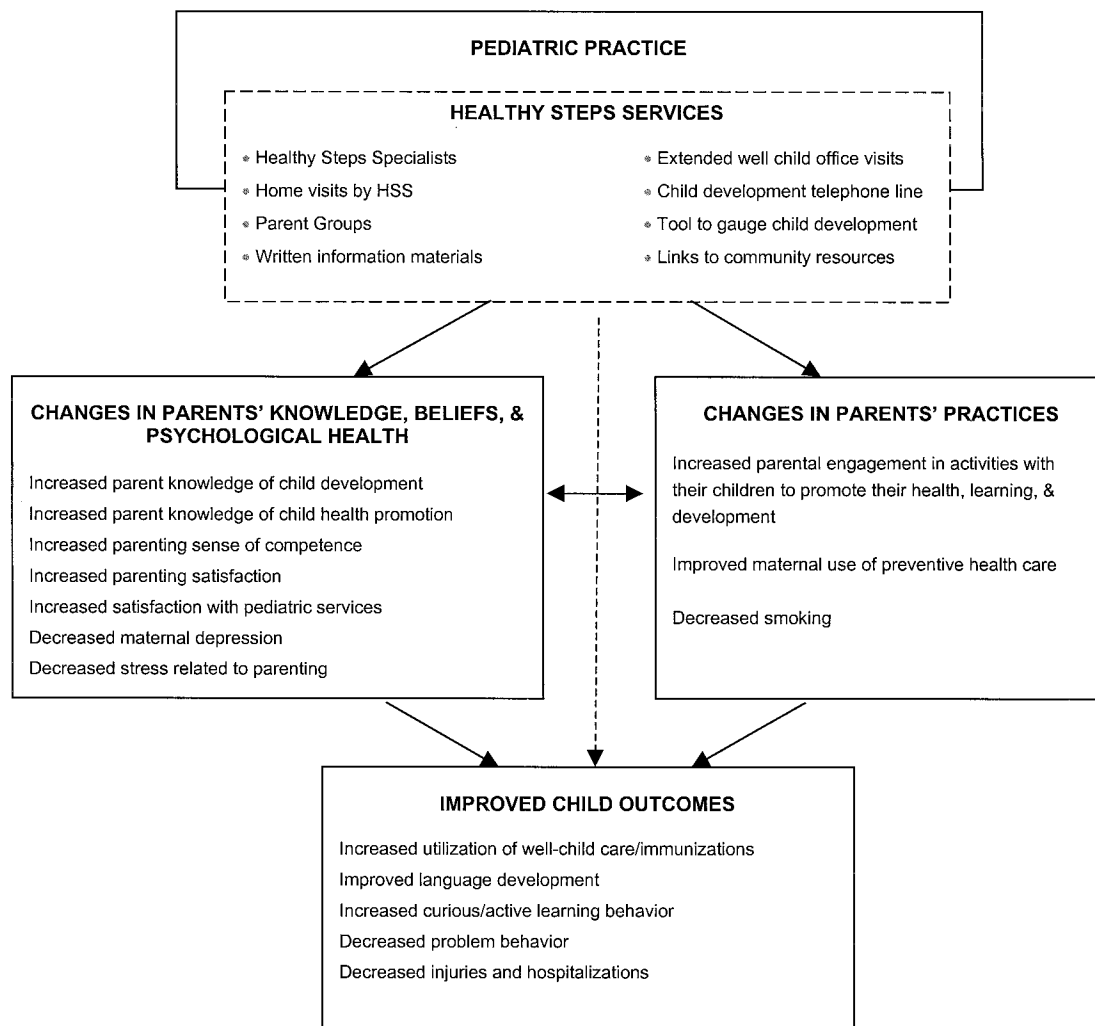 PEDIATRIC PRACTICE
HEALTHY STEPS SERVICES
Healthy Steps Specialists
Home visits by HSS
Parent Groups
Written information materials
Extended well child office visits
Child development telephone line
Tool to gauge child development
Links to community resources
CHANGES IN PARENTS' KNOWLEDGE, BELIEFS, &
PSYCHOLOGICAL HEALTH
Increased parent knowledge of child development
Increased parent knowledge of child health promotion
Increased parenting sense of competence
Increased parenting satisfaction
Increased satisfaction with pediatric services
Decreased maternal depression
Decreased stress related to parenting
CHANGES IN PARENTS' PRACTICES
Increased parental engagement in activities with
their children to promote their health, learning, &
development
Improved maternal use of preventive health care
Decreased smoking
IMPROVED CHILD OUTCOMES
Increased utilization of well-child care/immunizations
Improved language development
Increased curious/active learning behavior
Decreased problem behavior
Decreased injuries and hospitalizations